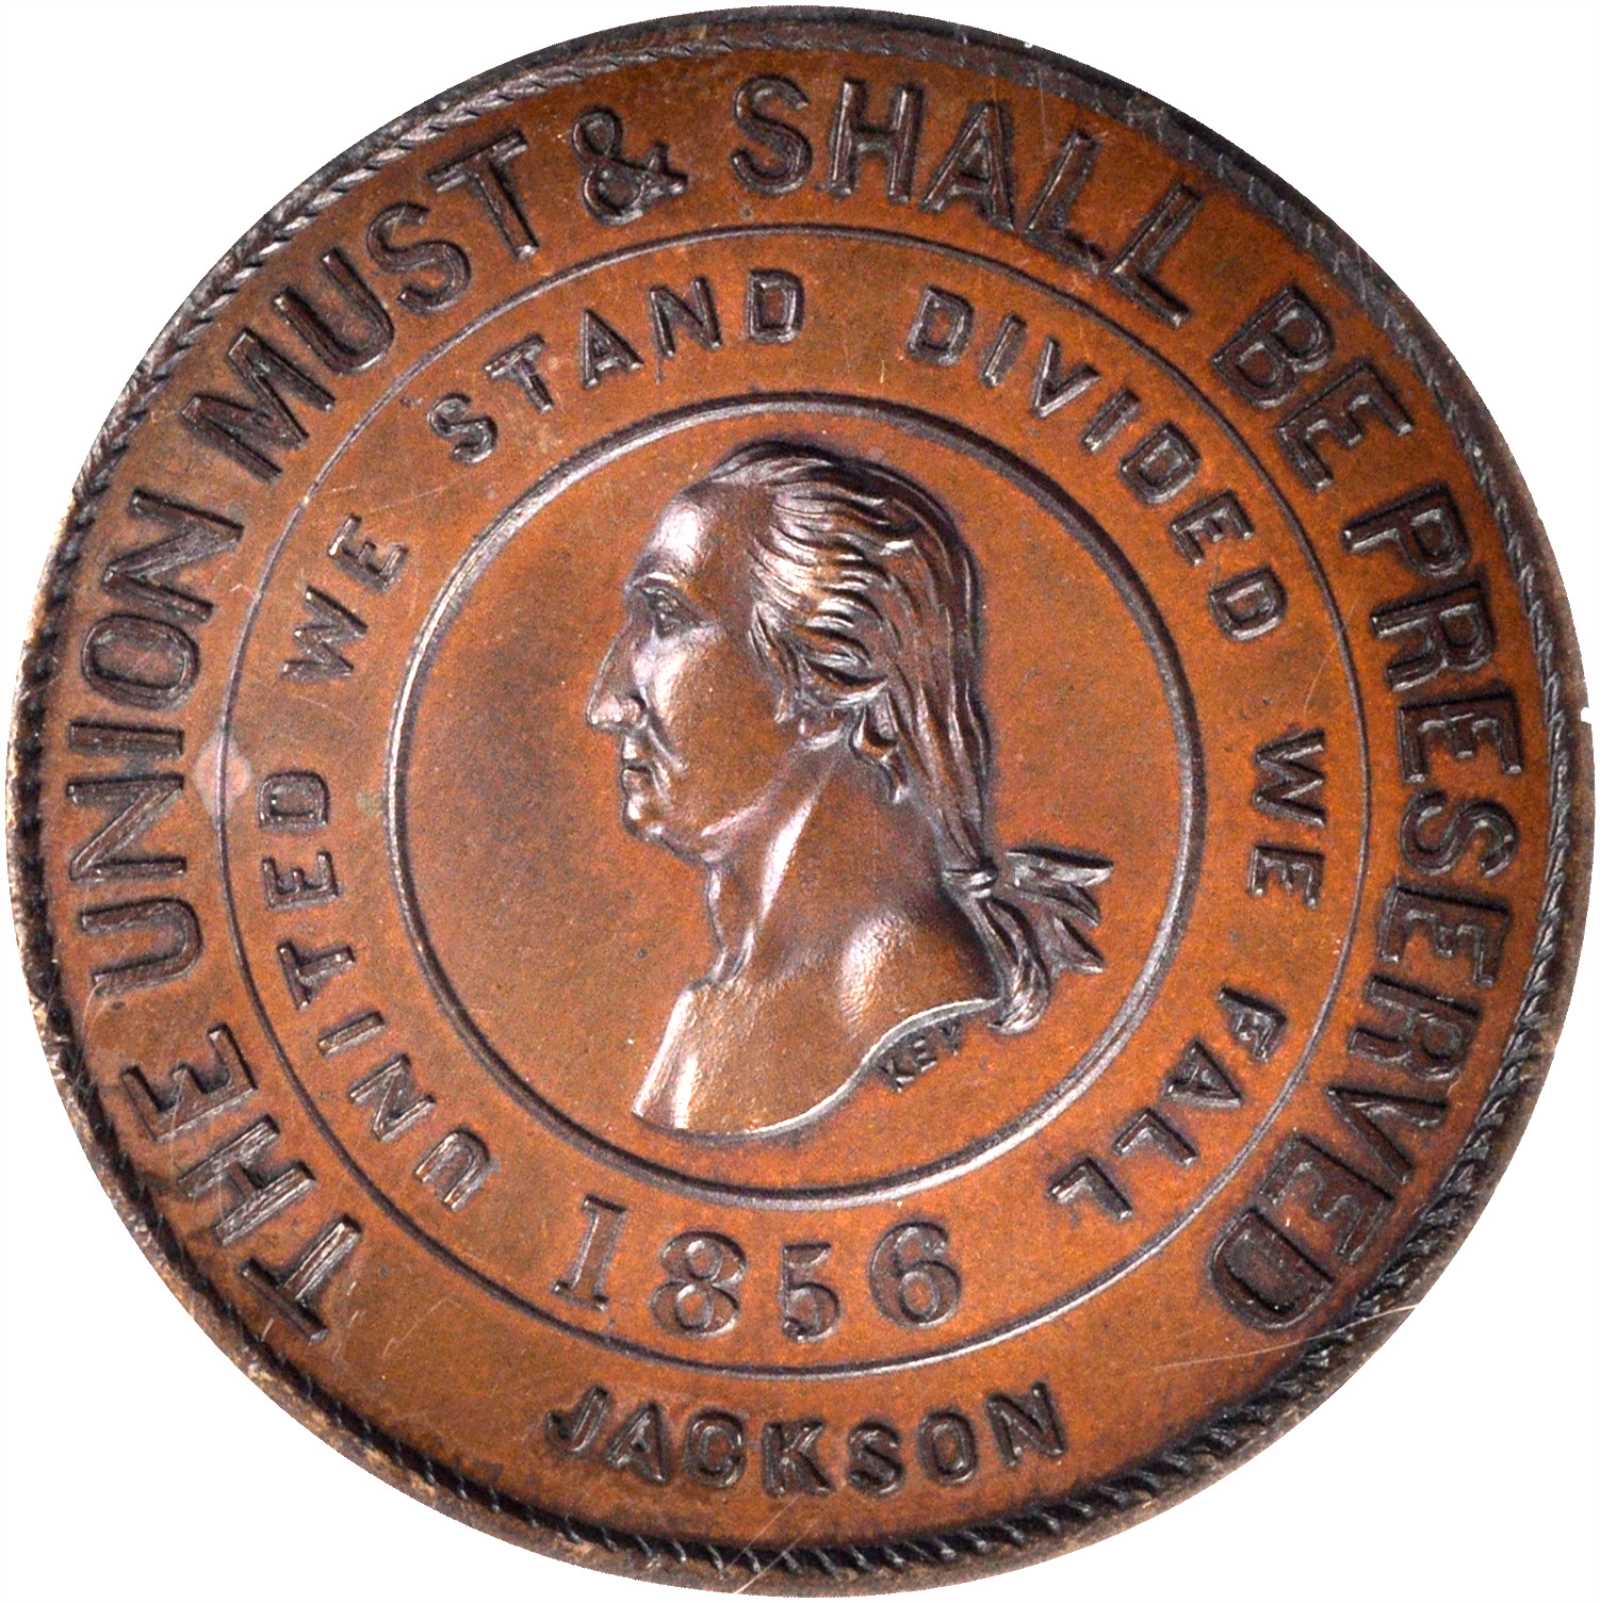 THE UNION MUST & SHALL BE PRESERVED
JACKSON
UNITED WE STAND DIVIDED WE FALL
1856
KEY